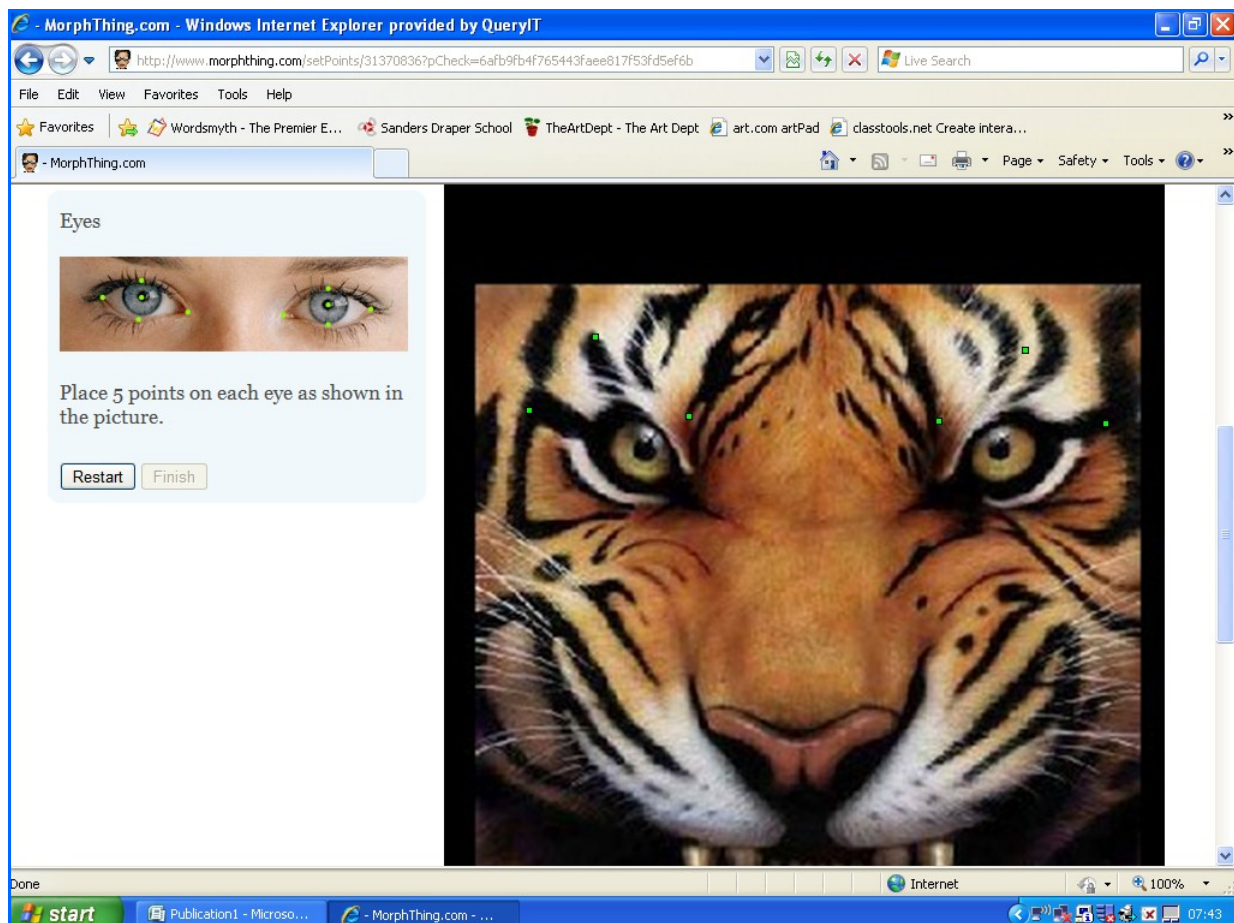 - MorphThing.com - Windows Internet Explorer provided by QueryIT
http://www.morphthing.com/setPoints/31370836?pCheck=6afb9fb4f765443faee817f53fd5ef6b
Live Search
File Edit View Favorites Tools Help
Favorites Wordsmyth - The Premier E... Sanders Draper School TheArtDept - The Art Dept art.com artPad classtools.net Create intera... »
- MorphThing.com Page Safety Tools »
Eyes
Place 5 points on each eye as shown in
the picture.
Restart Finish
Done Internet 100%
start Publication1 - Microso... - MorphThing.com - ... 07:43